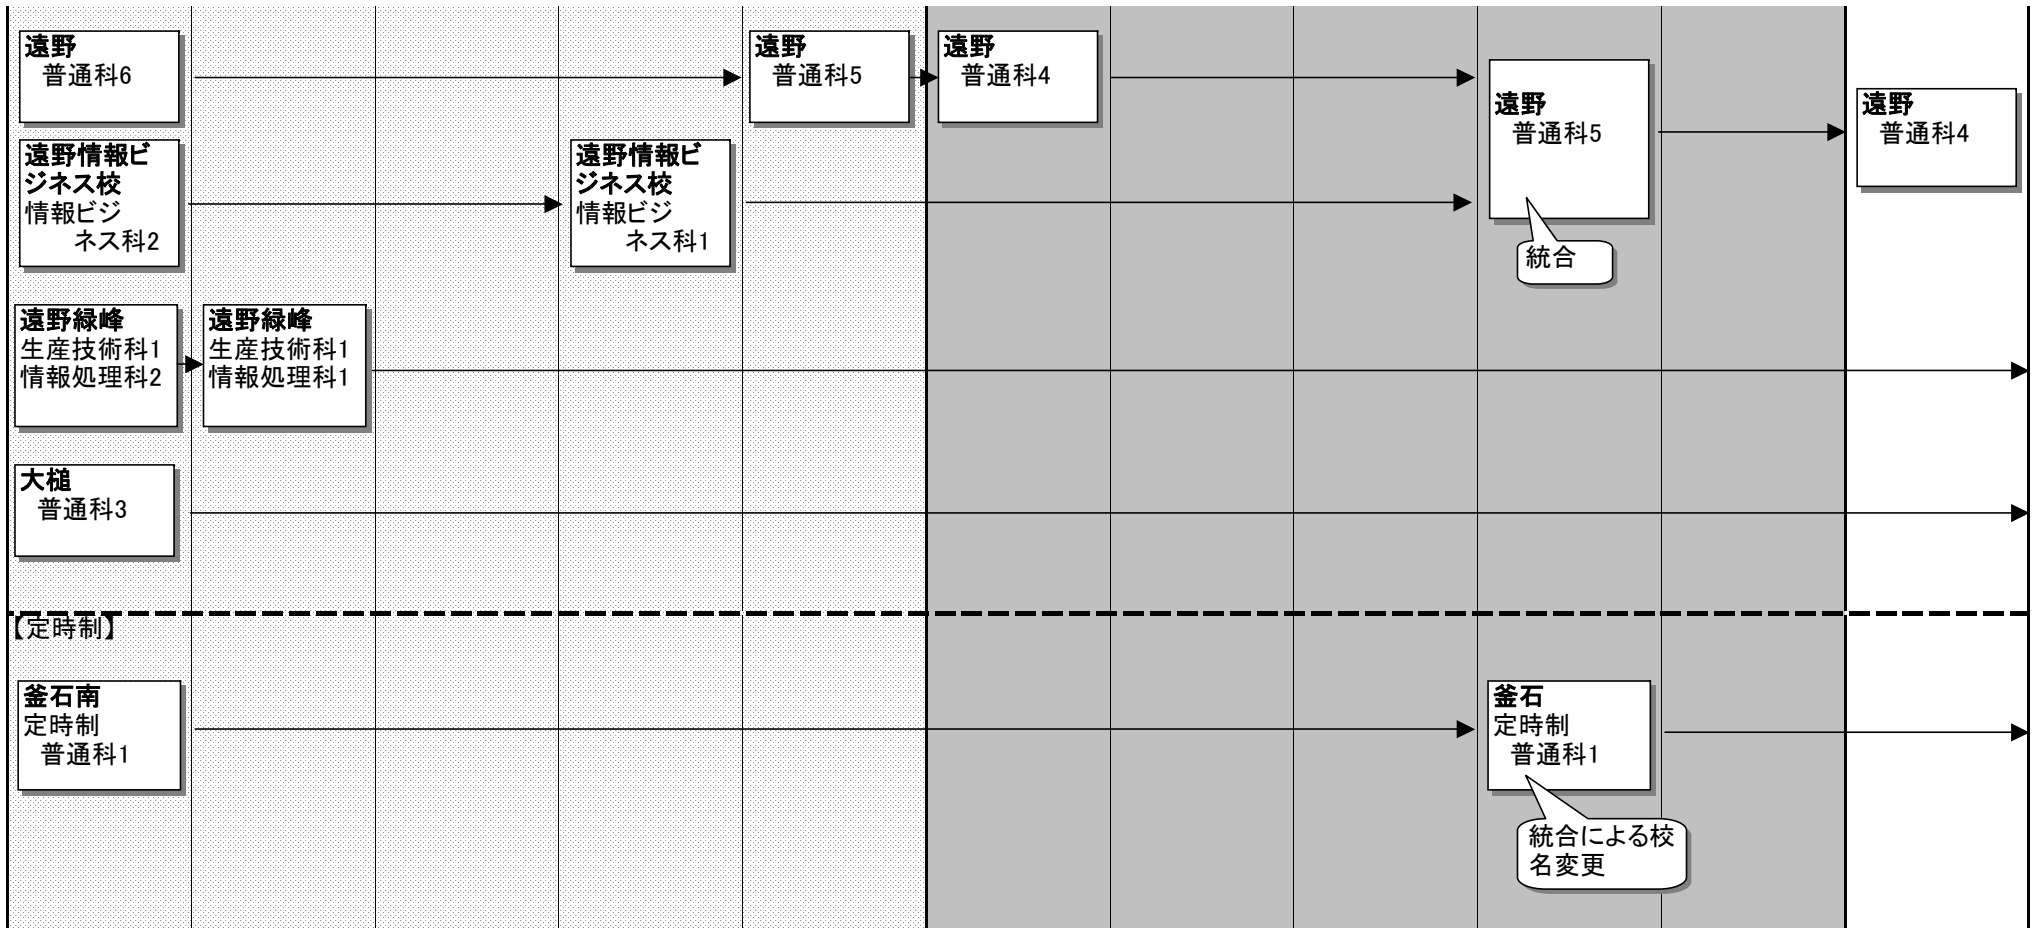 遠野
普通科6
遠野
普通科5
遠野
普通科4
遠野
普通科5
統合
遠野
普通科4
遠野情報ビ
ジネス校
情報ビジ
ネス科2
遠野情報ビ
ジネス校
情報ビジ
ネス科1
遠野緑峰
生産技術科1
情報処理科2
遠野緑峰
生産技術科1
情報処理科1
大槌
普通科3
【定時制】
釜石南
定時制
普通科1
釜石
定時制
普通科1
統合による校
名変更